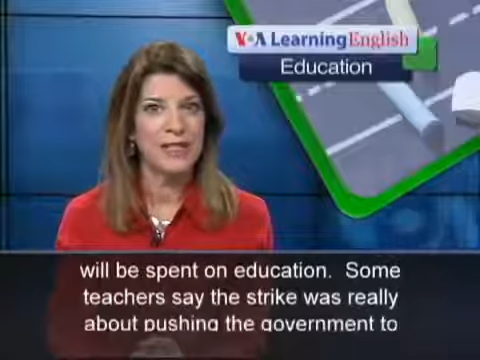 VOA Learning English
Education
will be spent on education. Some
teachers say the strike was really
about pushing the government to